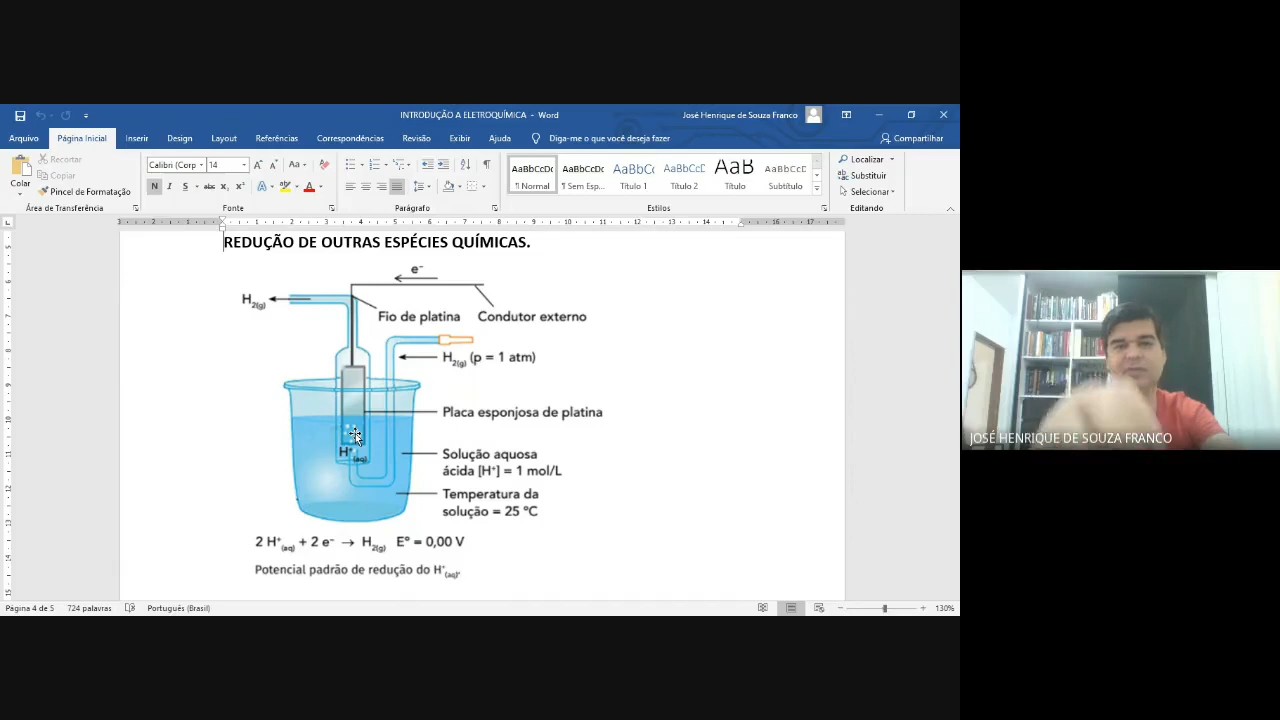 INTRODUÇÃO A ELETROQUÍMICA - Word
José Henrique de Souza Franco
Arquivo Página Inicial Inserir Design Layout Referências Correspondências Revisão Exibir Ajuda Diga-me o que você deseja fazer Compartilhar
Colar
Recortar
Copiar
Pincel de Formatação
Área de Transferência
Calibri (Corp 14
Fonte
Parágrafo
AaBbCcDc AaBbCcDc AaBbCc AaBbCcD AaB AaBbCcD
¶ Normal ¶ Sem Esp... Título 1 Título 2 Título Subtítulo
Estilos
Localizar
Substituir
Selecionar
Editando
REDUÇÃO DE OUTRAS ESPÉCIES QUÍMICAS.
e⁻
H₂(g)
Fio de platina Condutor externo
H₂(g) (p = 1 atm)
Placa esponjosa de platina
H⁺(aq)
Solução aquosa
ácida [H⁺] = 1 mol/L
Temperatura da
solução = 25 °C
2 H⁺(aq) + 2 e⁻ → H₂(g) E° = 0,00 V
Potencial padrão de redução do H⁺(aq).
Página 4 de 5 724 palavras Português (Brasil) 130%
JOSÉ HENRIQUE DE SOUZA FRANCO